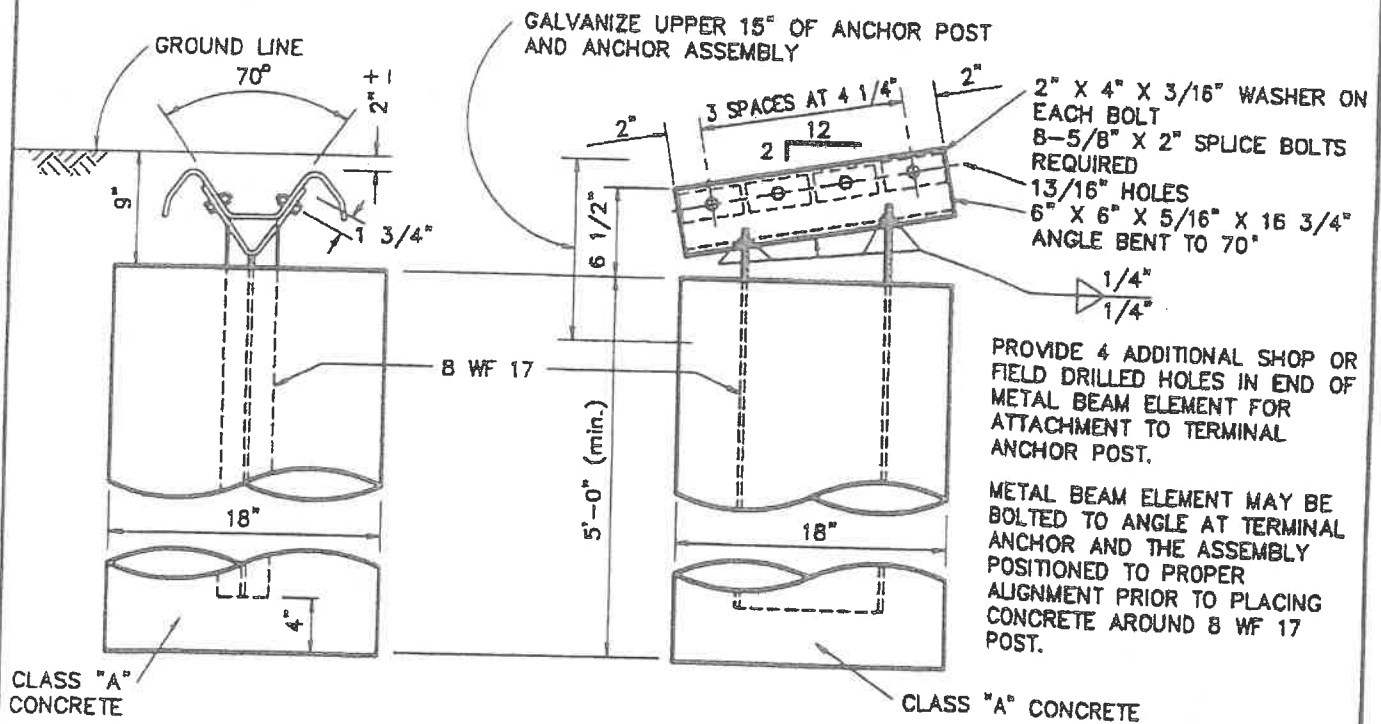 GALVANIZE UPPER 15" OF ANCHOR POST
AND ANCHOR ASSEMBLY
GROUND LINE
70°
2" ±
9"
1 3/4"
2"
3 SPACES AT 4 1/4"
2"
12
2
6 1/2"
2" X 4" X 3/16" WASHER ON
EACH BOLT
8-5/8" X 2" SPLICE BOLTS
REQUIRED
13/16" HOLES
6" X 6" X 5/16" X 16 3/4"
ANGLE BENT TO 70°
1/4"
1/4"
8 WF 17
5'-0" (min.)
PROVIDE 4 ADDITIONAL SHOP OR
FIELD DRILLED HOLES IN END OF
METAL BEAM ELEMENT FOR
ATTACHMENT TO TERMINAL
ANCHOR POST.
METAL BEAM ELEMENT MAY BE
BOLTED TO ANGLE AT TERMINAL
ANCHOR AND THE ASSEMBLY
POSITIONED TO PROPER
ALIGNMENT PRIOR TO PLACING
CONCRETE AROUND 8 WF 17
POST.
18"
18"
4"
CLASS "A"
CONCRETE
CLASS "A" CONCRETE